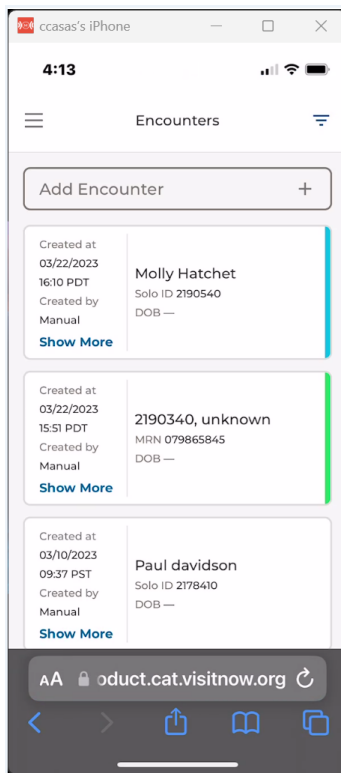 ccasas's iPhone
4:13
Encounters
Add Encounter +
Created at
03/22/2023
16:10 PDT
Created by
Manual
Show More
Molly Hatchet
Solo ID 2190540
DOB —
Created at
03/22/2023
15:51 PDT
Created by
Manual
Show More
2190340, unknown
MRN 079865845
DOB —
Created at
03/10/2023
09:37 PST
Created by
Manual
Show More
Paul davidson
Solo ID 2178410
DOB —
AA oduct.cat.visitnow.org